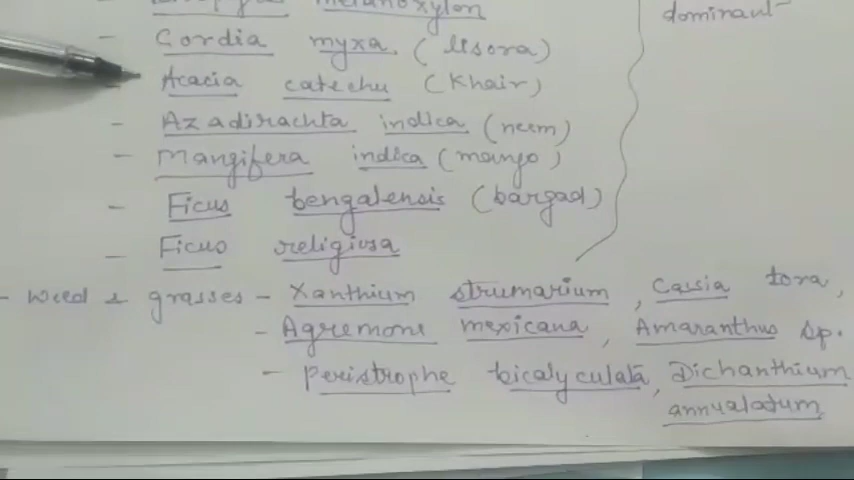 melanoxylon
dominant
- Cordia myxa (lisora)
- Acacia catechu (Khair)
- Azadirachta indica (neem)
- Mangifera indica (mango)
- Ficus bengalensis (bargad)
- Ficus religiosa
- Weed & grasses - Xanthium strumarium, Cassia tora,
- Agremone mexicana, Amaranthus sp.
- Peristrophe bicalyculata, Dichanthium
annualatum